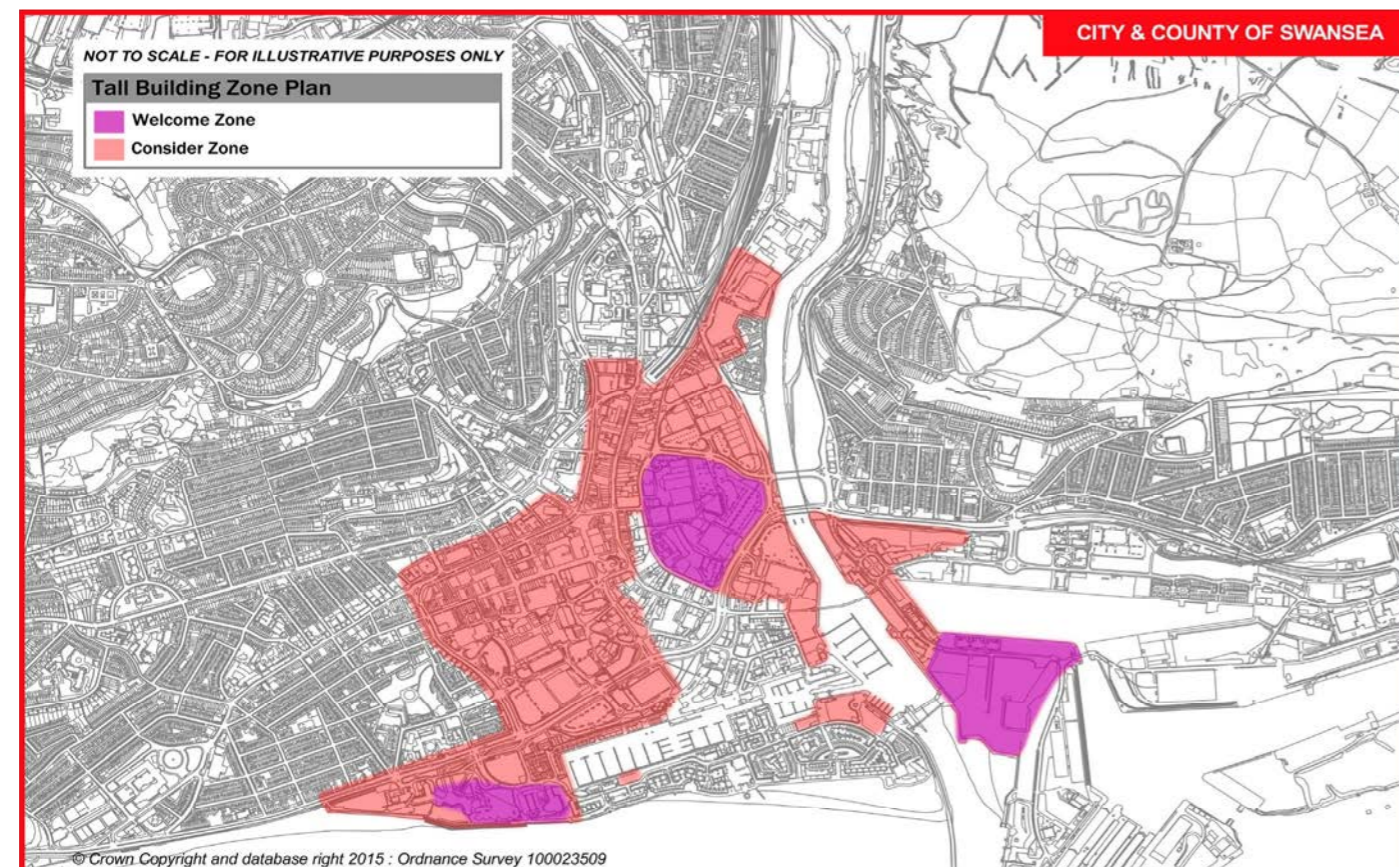 CITY & COUNTY OF SWANSEA
NOT TO SCALE - FOR ILLUSTRATIVE PURPOSES ONLY
Tall Building Zone Plan
Welcome Zone
Consider Zone
© Crown Copyright and database right 2015 : Ordnance Survey 100023509